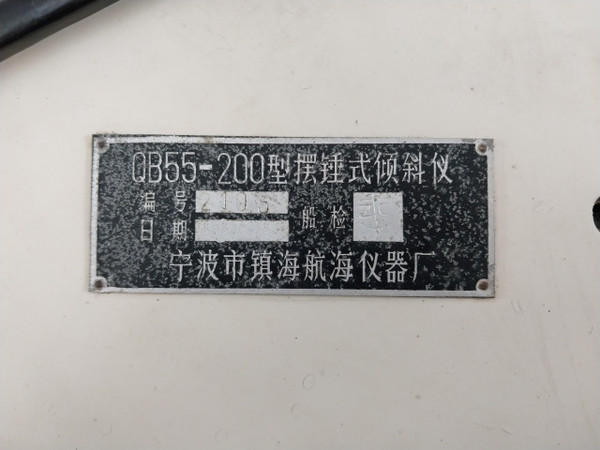 QB55-200型摆锤式倾斜仪
编号 2105 船检
日期
宁波市镇海航海仪器厂